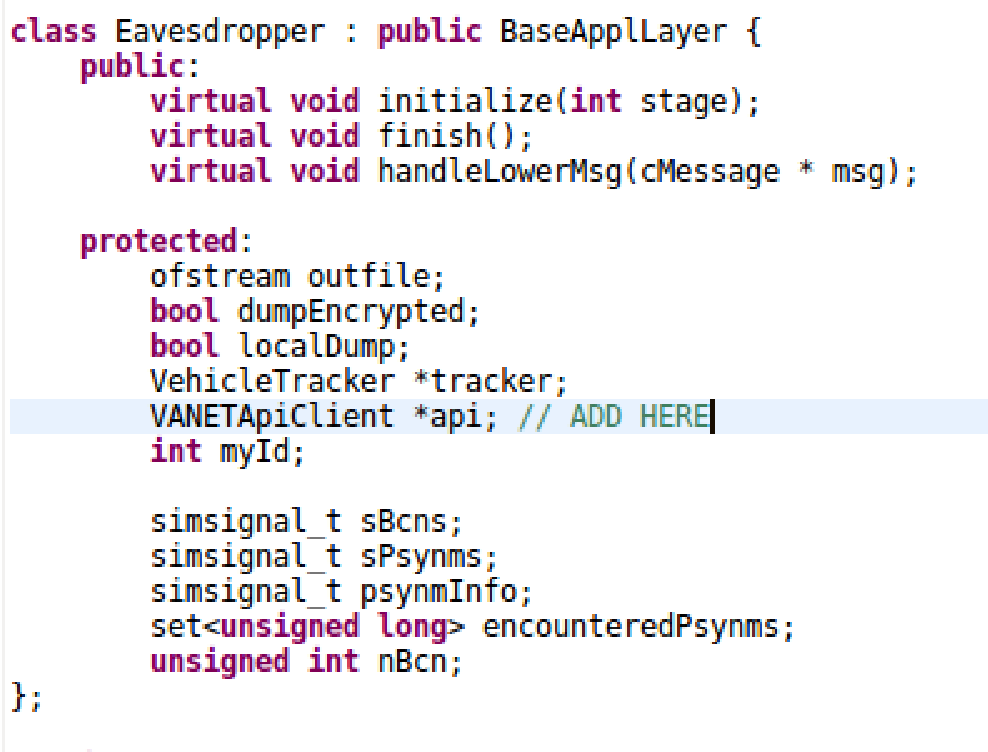 class Eavesdropper : public BaseApplLayer {
    public:
        virtual void initialize(int stage);
        virtual void finish();
        virtual void handleLowerMsg(cMessage * msg);

    protected:
        ofstream outfile;
        bool dumpEncrypted;
        bool localDump;
        VehicleTracker *tracker;
        VANETApiClient *api; // ADD HERE
        int myId;

        simsignal_t sBcns;
        simsignal_t sPsynms;
        simsignal_t psynmInfo;
        set<unsigned long> encounteredPsynms;
        unsigned int nBcn;
};